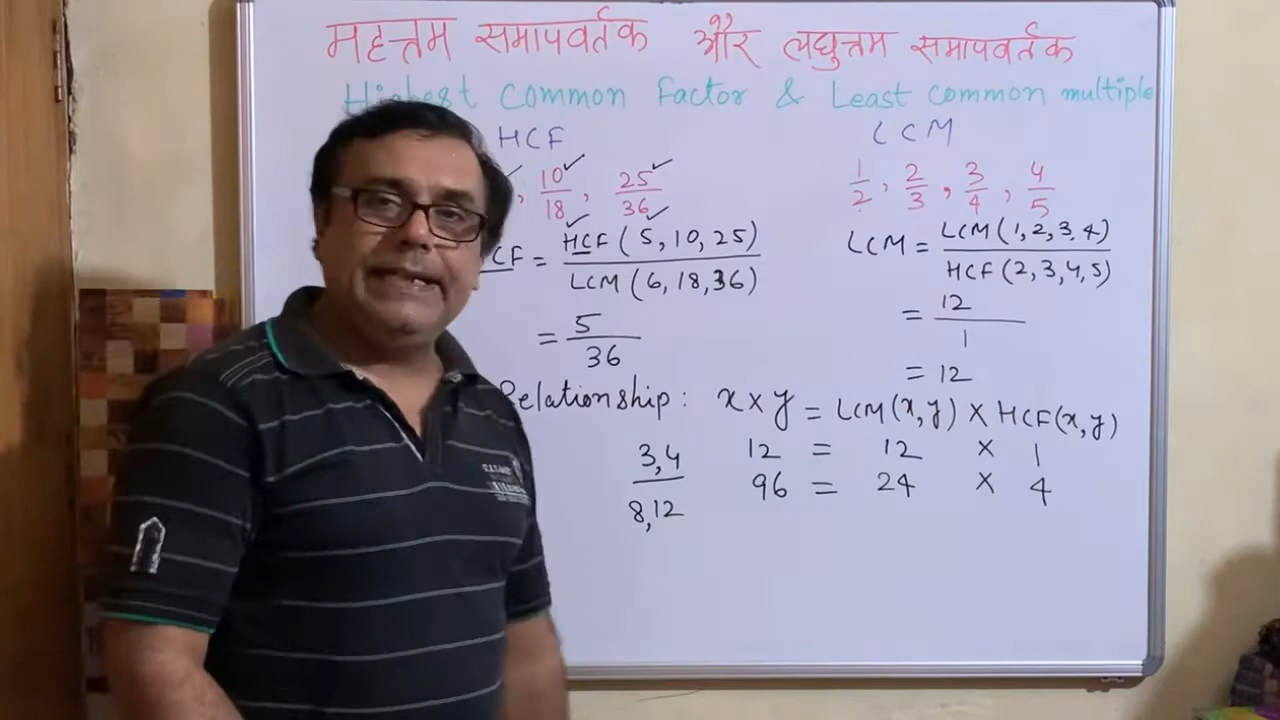 महत्तम समापवर्तक और लघुत्तम समापवर्तक
Highest Common Factor & Least common multiple
HCF
, 10/18 , 25/36
CF = HCF ( 5, 10, 25) / LCM (6, 18, 36)
= 5 / 36
LCM
1/2 , 2/3 , 3/4 , 4/5
LCM = LCM (1, 2, 3, 4) / HCF (2, 3, 4, 5)
= 12 / 1
= 12
Relationship : x × y = LCM(x, y) × HCF(x, y)
3, 4 12 = 12 × 1
8, 12 96 = 24 × 4